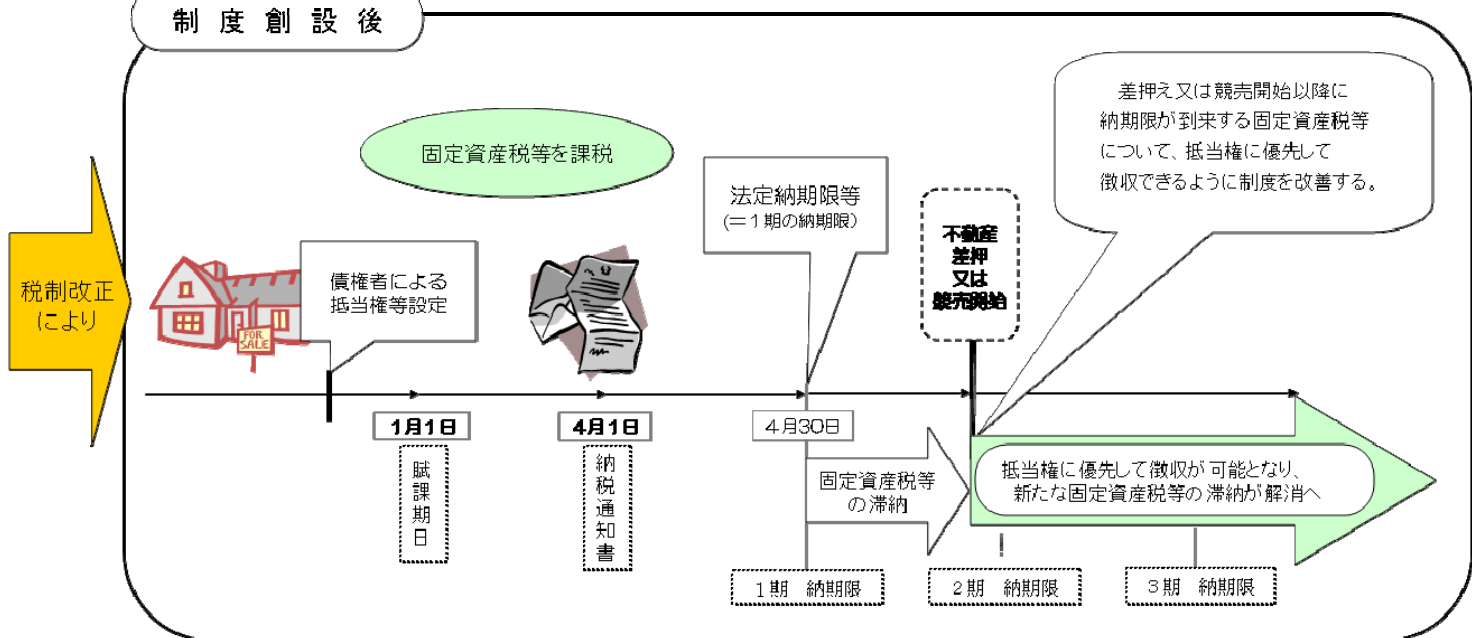 制度創設後
税制改正
により
固定資産税等を課税
差押え又は競売開始以降に
納期限が到来する固定資産税等
について、抵当権に優先して
徴収できるように制度を改善する。
法定納期限等
(=1期の納期限)
不動産
差押
又は
競売開始
債権者による
抵当権等設定
FOR
SALE
1月1日
4月1日
4月30日
賦課期日
納税通知書
固定資産税等
の滞納
抵当権に優先して徴収が可能となり、
新たな固定資産税等の滞納が解消へ
1期 納期限
2期 納期限
3期 納期限